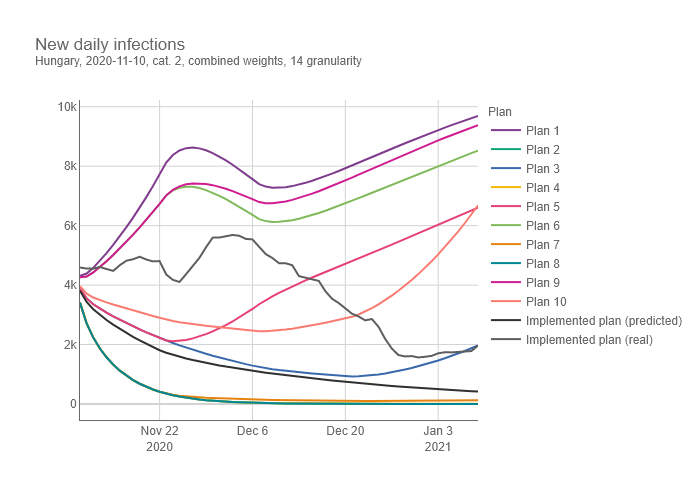 New daily infections
Hungary, 2020-11-10, cat. 2, combined weights, 14 granularity
10k
8k
6k
4k
2k
0
Nov 22
2020
Dec 6
Dec 20
Jan 3
2021
Plan
Plan 1
Plan 2
Plan 3
Plan 4
Plan 5
Plan 6
Plan 7
Plan 8
Plan 9
Plan 10
Implemented plan (predicted)
Implemented plan (real)